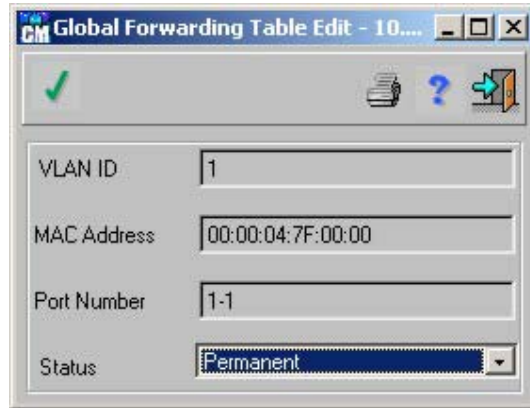 CM Global Forwarding Table Edit - 10....
?
VLAN ID 1
MAC Address 00:00:04:7F:00:00
Port Number 1-1
Status Permanent